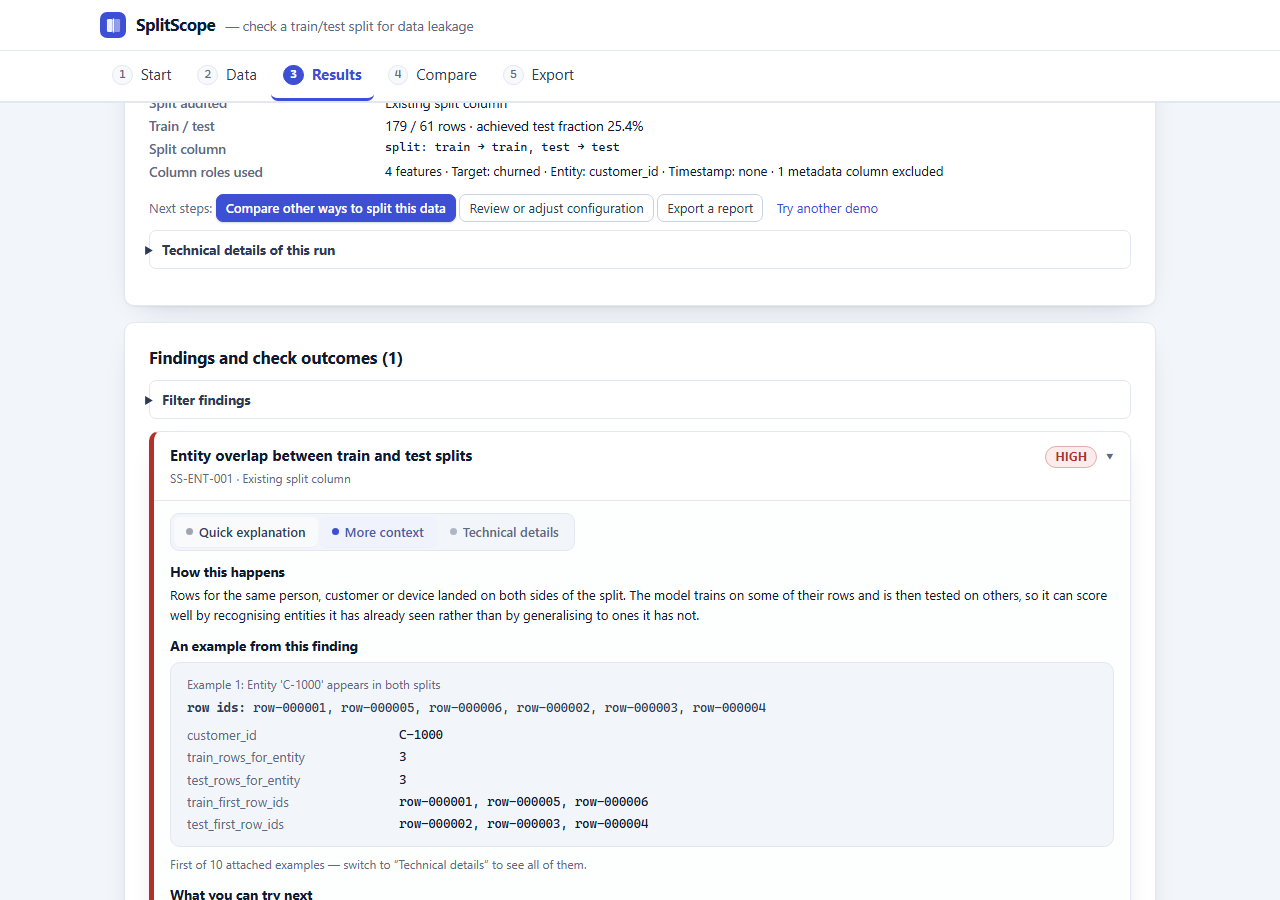 SplitScope — check a train/test split for data leakage
1 Start 2 Data 3 Results 4 Compare 5 Export
Split audited Existing split column
Train / test 179 / 61 rows · achieved test fraction 25.4%
Split column split: train → train, test → test
Column roles used 4 features · Target: churned · Entity: customer_id · Timestamp: none · 1 metadata column excluded
Next steps: Compare other ways to split this data Review or adjust configuration Export a report Try another demo
Technical details of this run
Findings and check outcomes (1)
Filter findings
Entity overlap between train and test splits HIGH
SS-ENT-001 · Existing split column
Quick explanation More context Technical details
How this happens
Rows for the same person, customer or device landed on both sides of the split. The model trains on some of their rows and is then tested on others, so it can score
well by recognising entities it has already seen rather than by generalising to ones it has not.
An example from this finding
Example 1: Entity 'C-1000' appears in both splits
row ids: row-000001, row-000005, row-000006, row-000002, row-000003, row-000004
customer_id C-1000
train_rows_for_entity 3
test_rows_for_entity 3
train_first_row_ids row-000001, row-000005, row-000006
test_first_row_ids row-000002, row-000003, row-000004
First of 10 attached examples — switch to “Technical details” to see all of them.
What you can try next